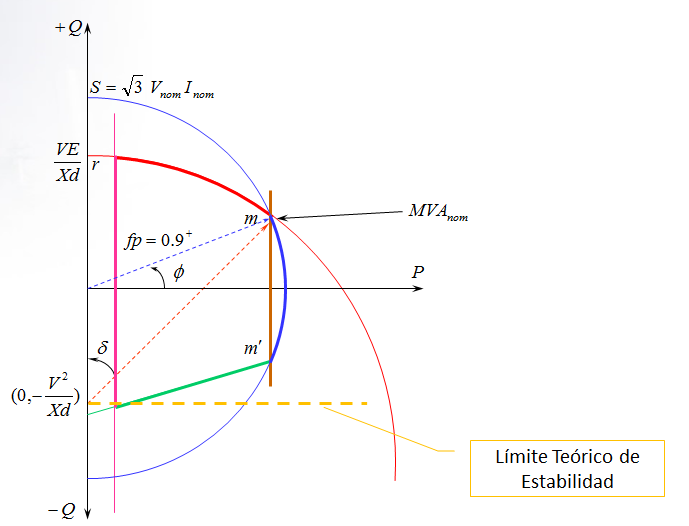 +Q
S = √3 V_nom I_nom
VE/Xd
r
m
MVA_nom
fp = 0.9⁺
ϕ
P
δ
m′
(0,-V²/Xd)
Límite Teórico de
Estabilidad
−Q